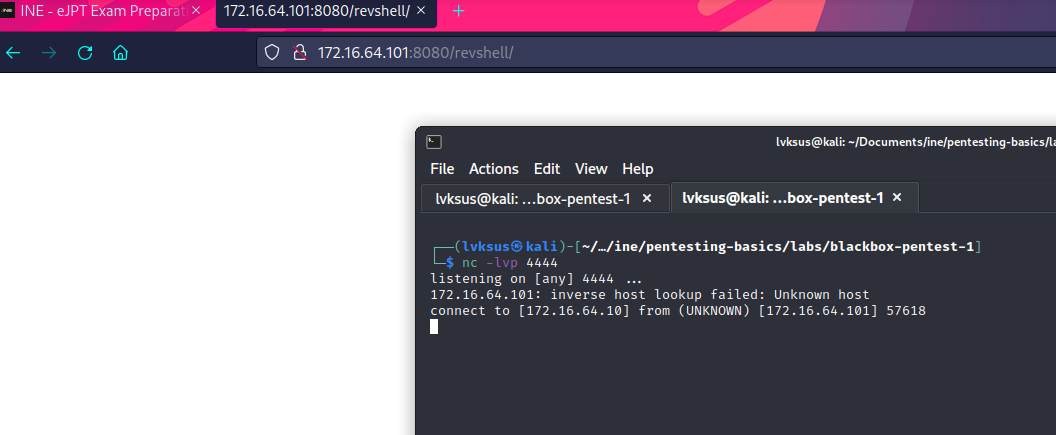 INE
INE - eJPT Exam Preparati
172.16.64.101:8080/revshell/
172.16.64.101:8080/revshell/
lvksus@kali: ~/Documents/ine/pentesting-basics/la
File Actions Edit View Help
lvksus@kali: ...box-pentest-1
lvksus@kali: ...box-pentest-1
(lvksus㉿kali)-[~/…/ine/pentesting-basics/labs/blackbox-pentest-1]
$ nc -lvp 4444
listening on [any] 4444 ...
172.16.64.101: inverse host lookup failed: Unknown host
connect to [172.16.64.10] from (UNKNOWN) [172.16.64.101] 57618